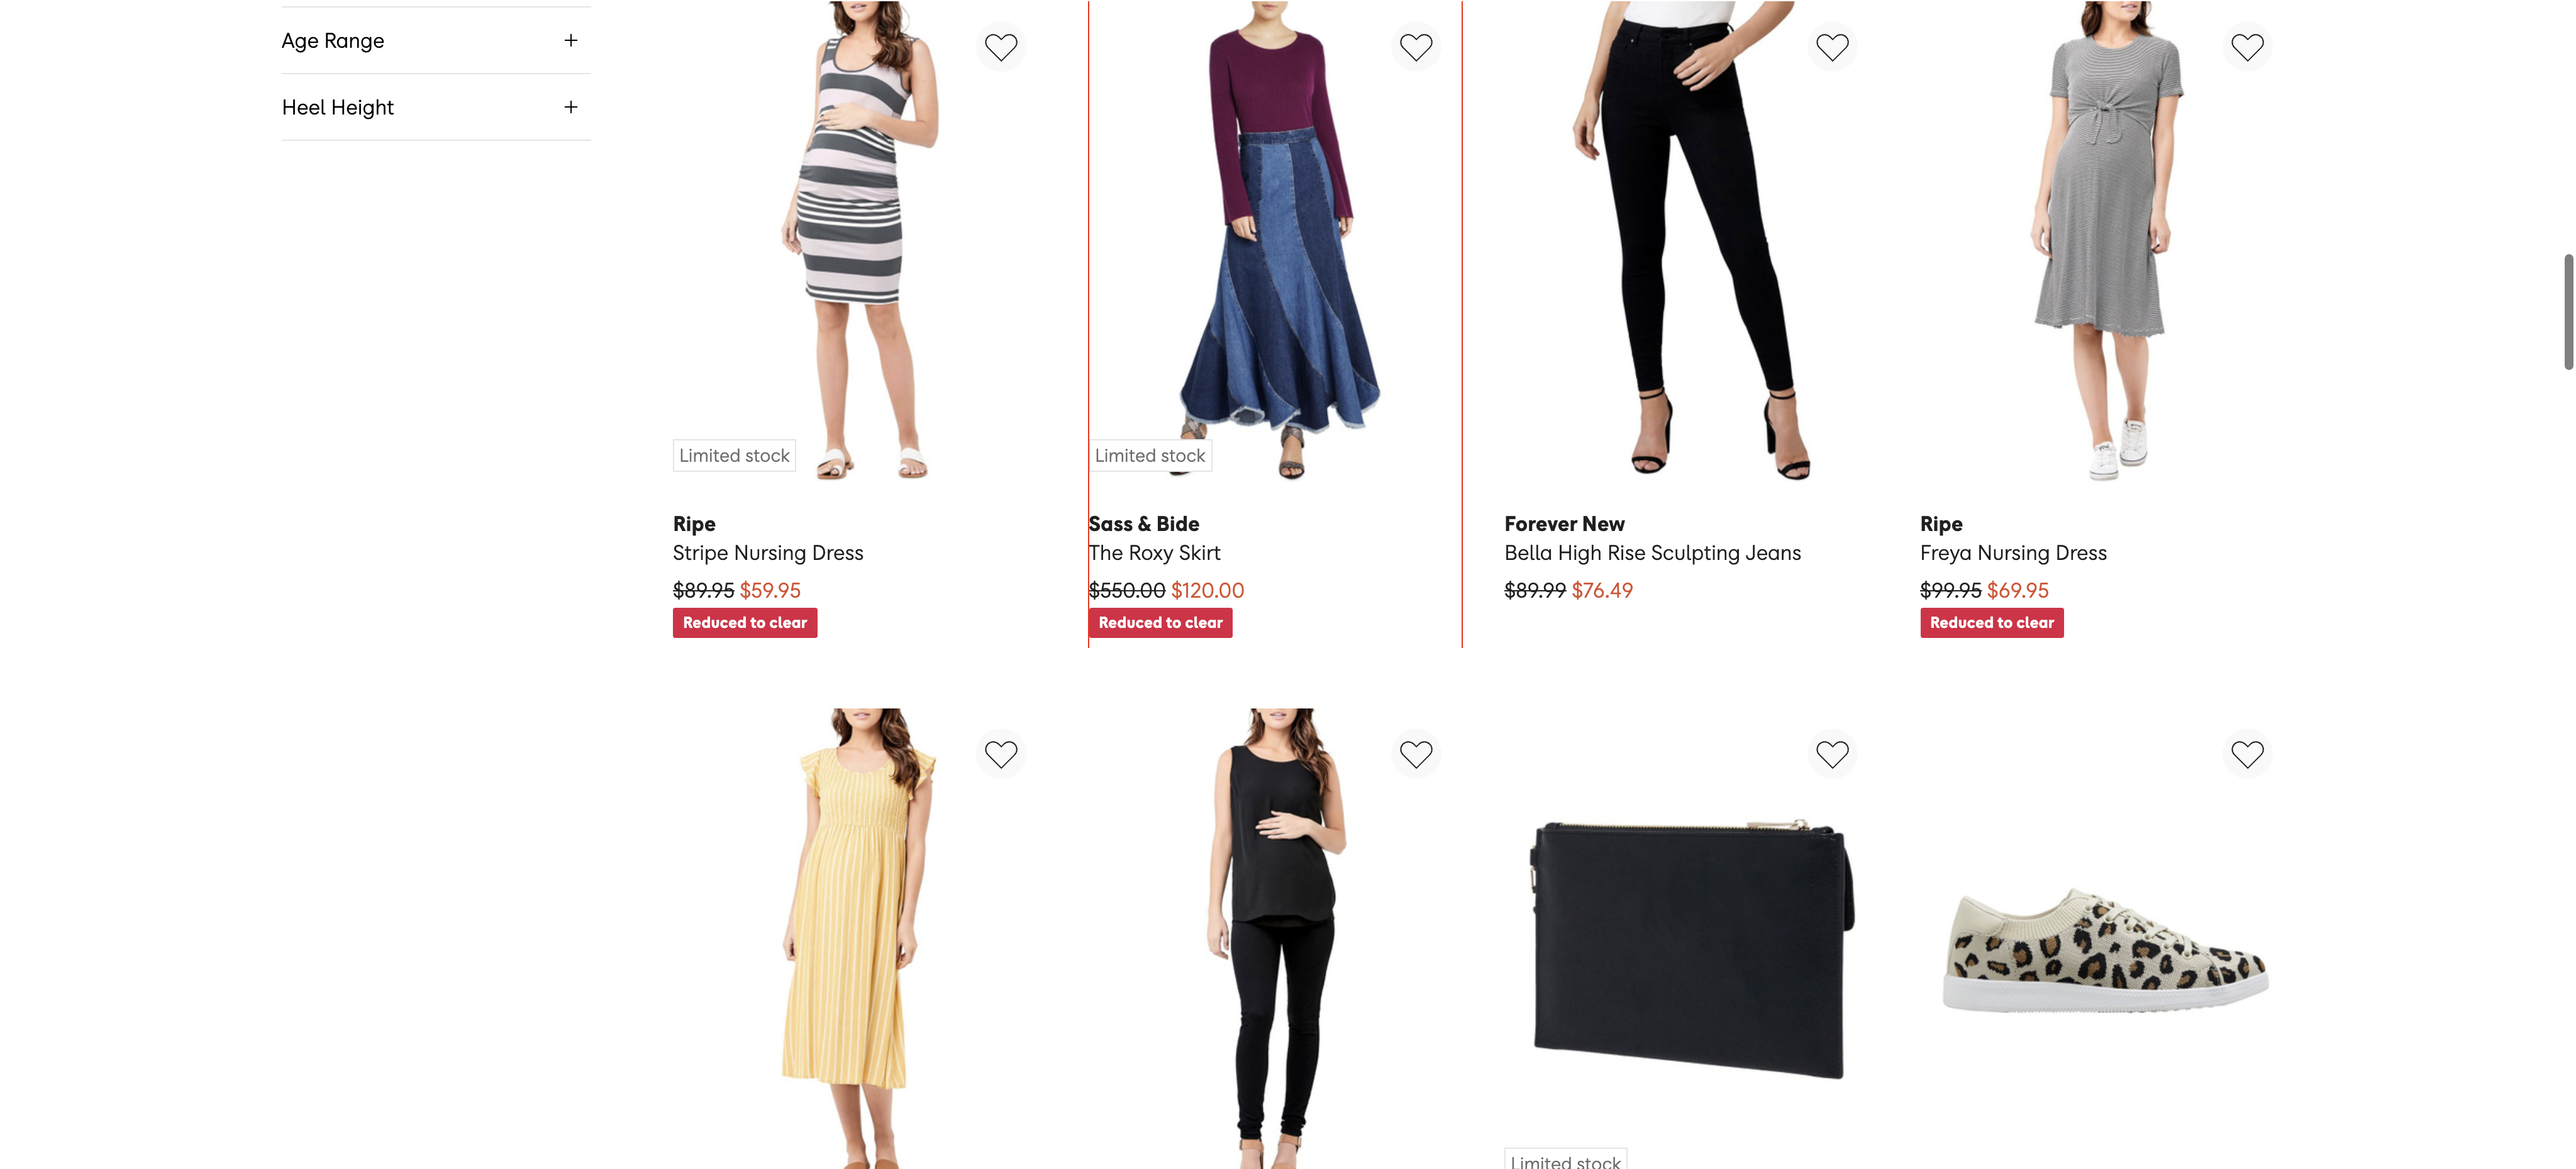 Age Range
Heel Height
Limited stock
Limited stock
Ripe
Stripe Nursing Dress
$89.95 $59.95
Reduced to clear
Sass & Bide
The Roxy Skirt
$550.00 $120.00
Reduced to clear
Forever New
Bella High Rise Sculpting Jeans
$89.99 $76.49
Ripe
Freya Nursing Dress
$99.95 $69.95
Reduced to clear
Limited stock